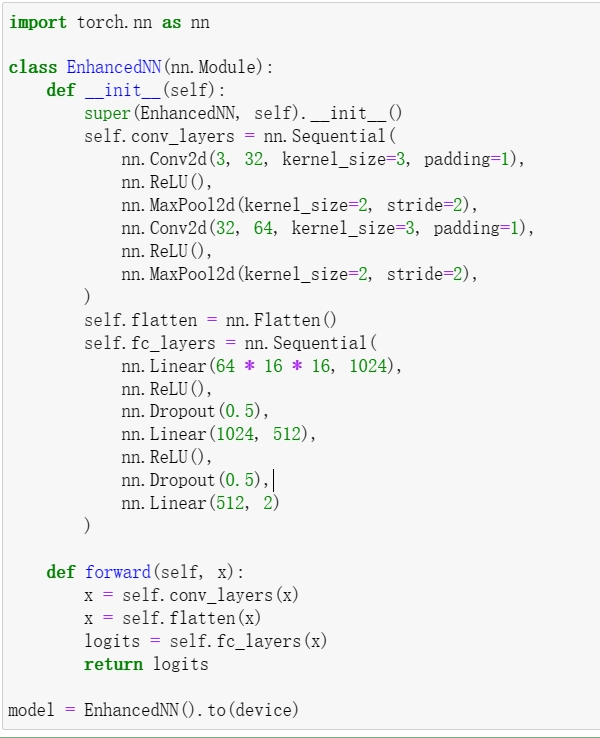 import torch.nn as nn

class EnhancedNN(nn.Module):
    def __init__(self):
        super(EnhancedNN, self).__init__()
        self.conv_layers = nn.Sequential(
            nn.Conv2d(3, 32, kernel_size=3, padding=1),
            nn.ReLU(),
            nn.MaxPool2d(kernel_size=2, stride=2),
            nn.Conv2d(32, 64, kernel_size=3, padding=1),
            nn.ReLU(),
            nn.MaxPool2d(kernel_size=2, stride=2),
        )
        self.flatten = nn.Flatten()
        self.fc_layers = nn.Sequential(
            nn.Linear(64 * 16 * 16, 1024),
            nn.ReLU(),
            nn.Dropout(0.5),
            nn.Linear(1024, 512),
            nn.ReLU(),
            nn.Dropout(0.5),
            nn.Linear(512, 2)
        )

    def forward(self, x):
        x = self.conv_layers(x)
        x = self.flatten(x)
        logits = self.fc_layers(x)
        return logits

model = EnhancedNN().to(device)